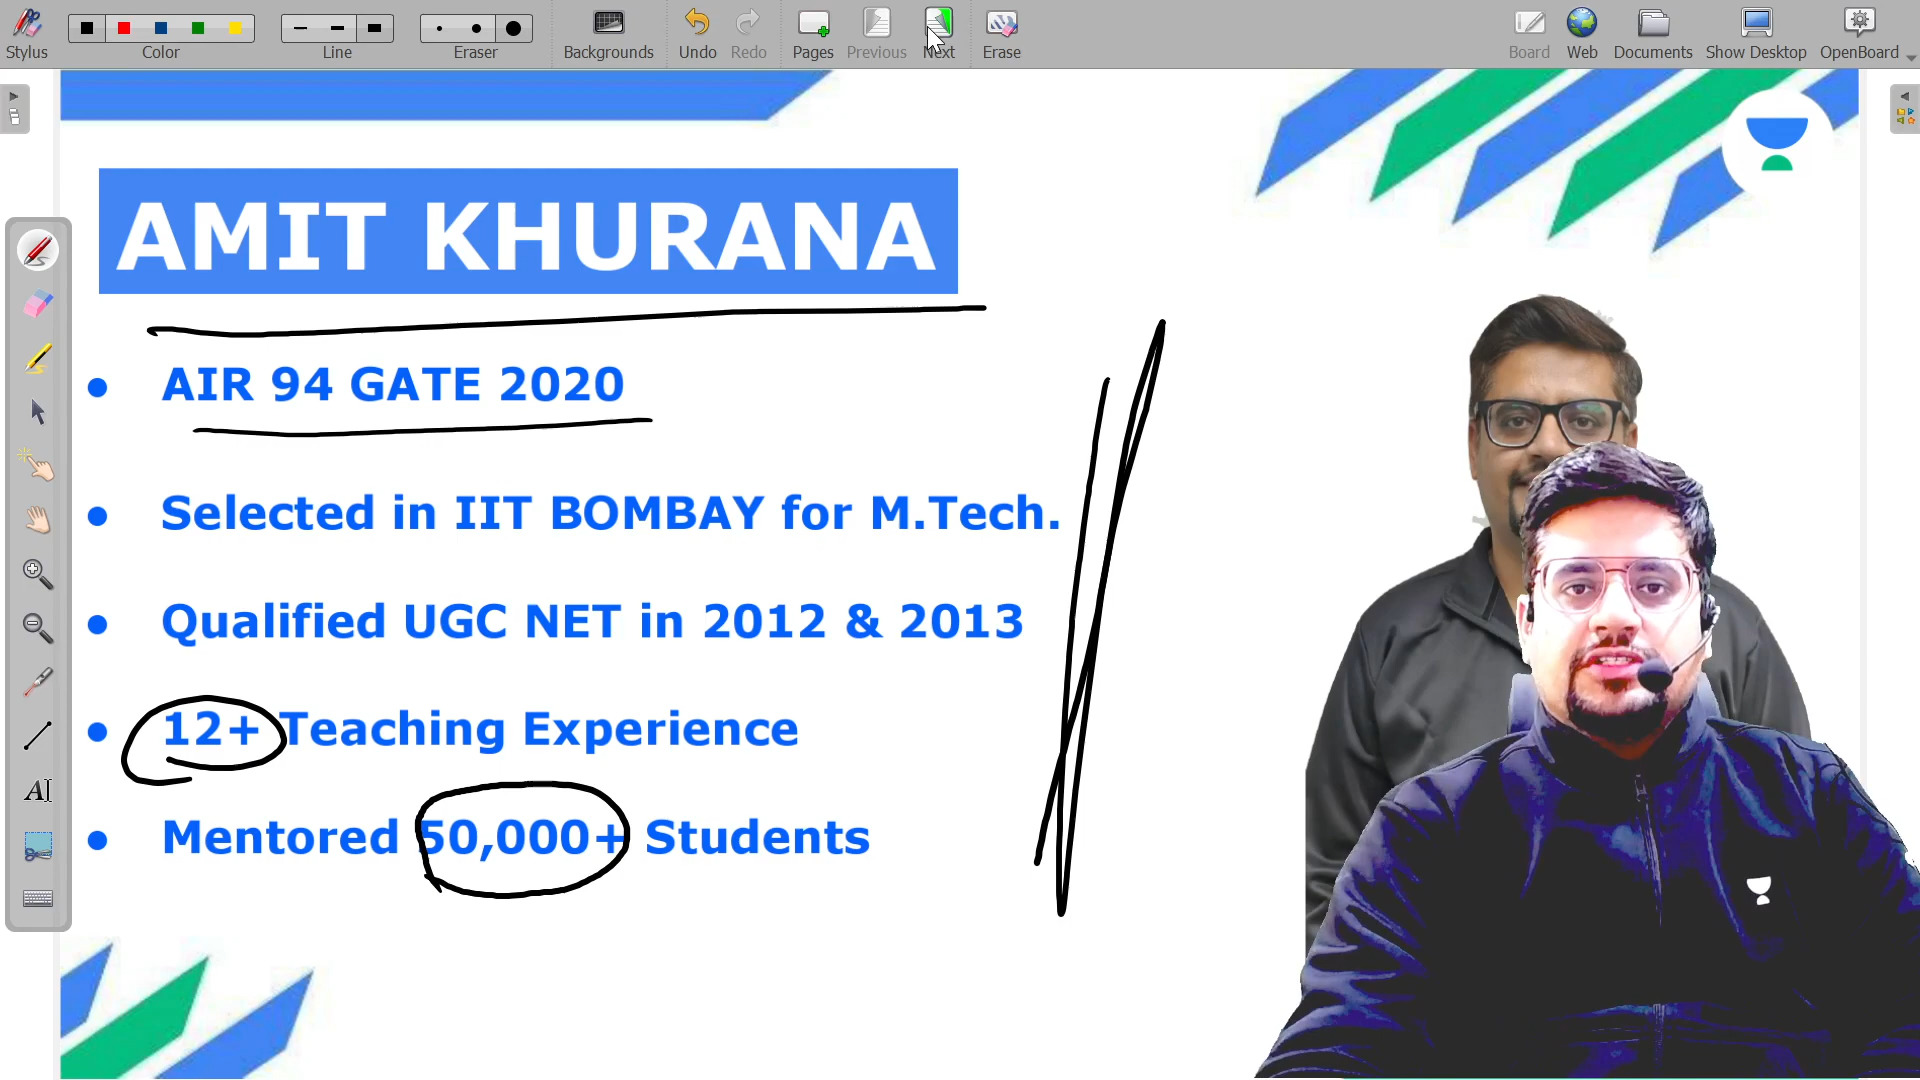 Stylus
Color
Line
Eraser
Backgrounds
Undo
Redo
Pages
Previous
Next
Erase
Board
Web
Documents
Show Desktop
OpenBoard
AMIT KHURANA
• AIR 94 GATE 2020
• Selected in IIT BOMBAY for M.Tech.
• Qualified UGC NET in 2012 & 2013
• 12+ Teaching Experience
• Mentored 50,000+ Students